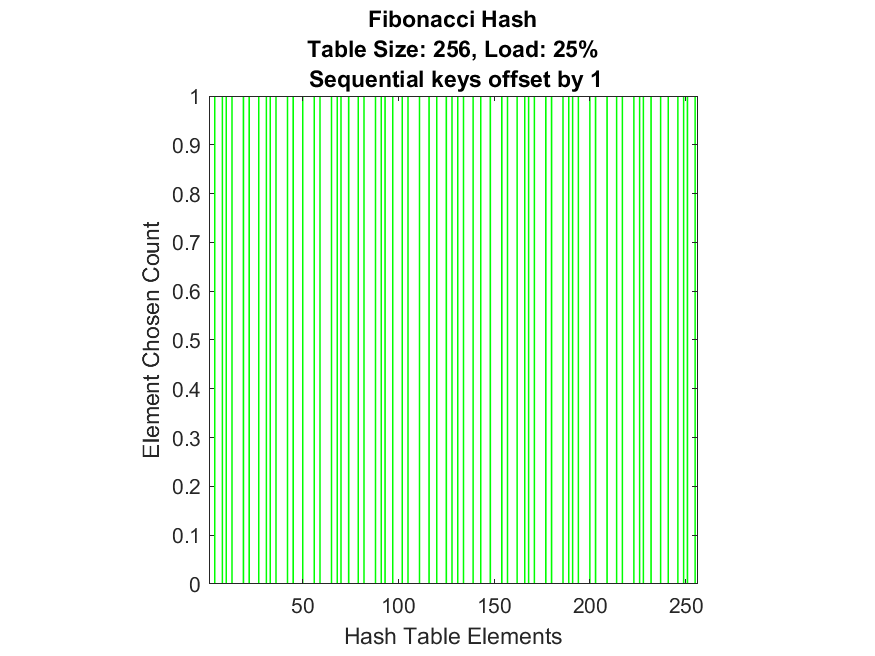 Fibonacci Hash
Table Size: 256, Load: 25%
Sequential keys offset by 1
1
0.9
0.8
0.7
0.6
0.5
0.4
0.3
0.2
0.1
0
Element Chosen Count
50 100 150 200 250
Hash Table Elements